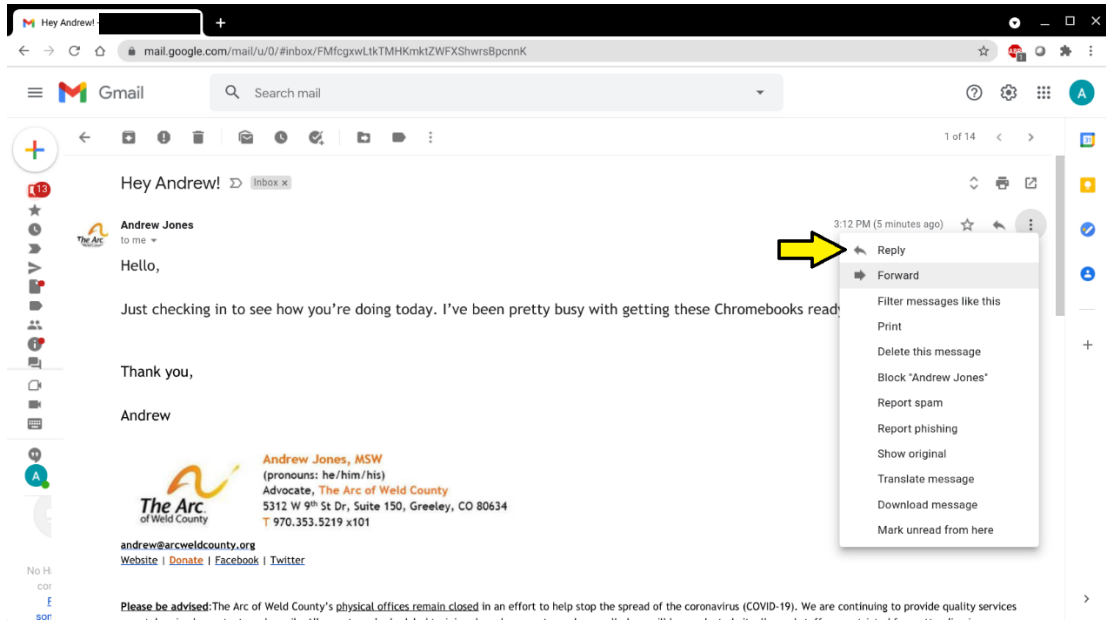 Hey Andrew! -
mail.google.com/mail/u/0/#inbox/FMfcgxwLtkTMHKmktZWFXShwrsBpcnnK
ABP
1
Gmail
Search mail
A
1 of 14
31
13
Hey Andrew!
Inbox x
The Arc
Andrew Jones
3:12 PM (5 minutes ago)
to me
Reply
Hello,
Forward
Filter messages like this
Just checking in to see how you're doing today. I've been pretty busy with getting these Chromebooks ready
Print
Delete this message
Thank you,
Block "Andrew Jones"
Report spam
Andrew
Report phishing
Show original
Translate message
Download message
Mark unread from here
Andrew Jones, MSW
(pronouns: he/him/his)
Advocate, The Arc of Weld County
5312 W 9th St Dr, Suite 150, Greeley, CO 80634
T 970.353.5219 x101
The Arc
of Weld County
andrew@arcweldcounty.org
Website | Donate | Facebook | Twitter
A
No H
Please be advised:The Arc of Weld County's physical offices remain closed in an effort to help stop the spread of the coronavirus (COVID-19). We are continuing to provide quality services